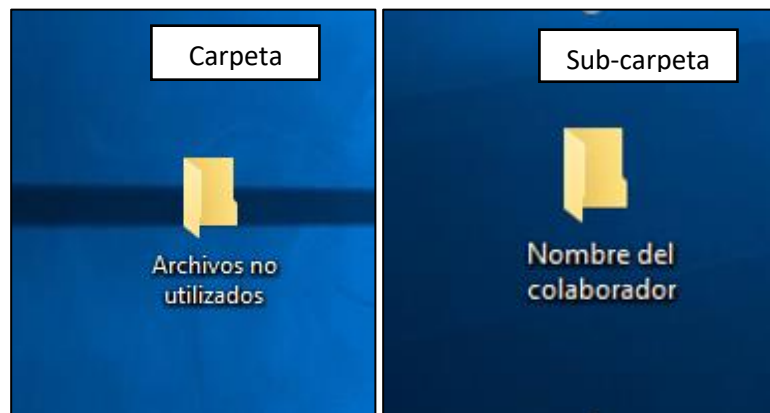 Carpeta
Archivos no
utilizados
Sub-carpeta
Nombre del
colaborador